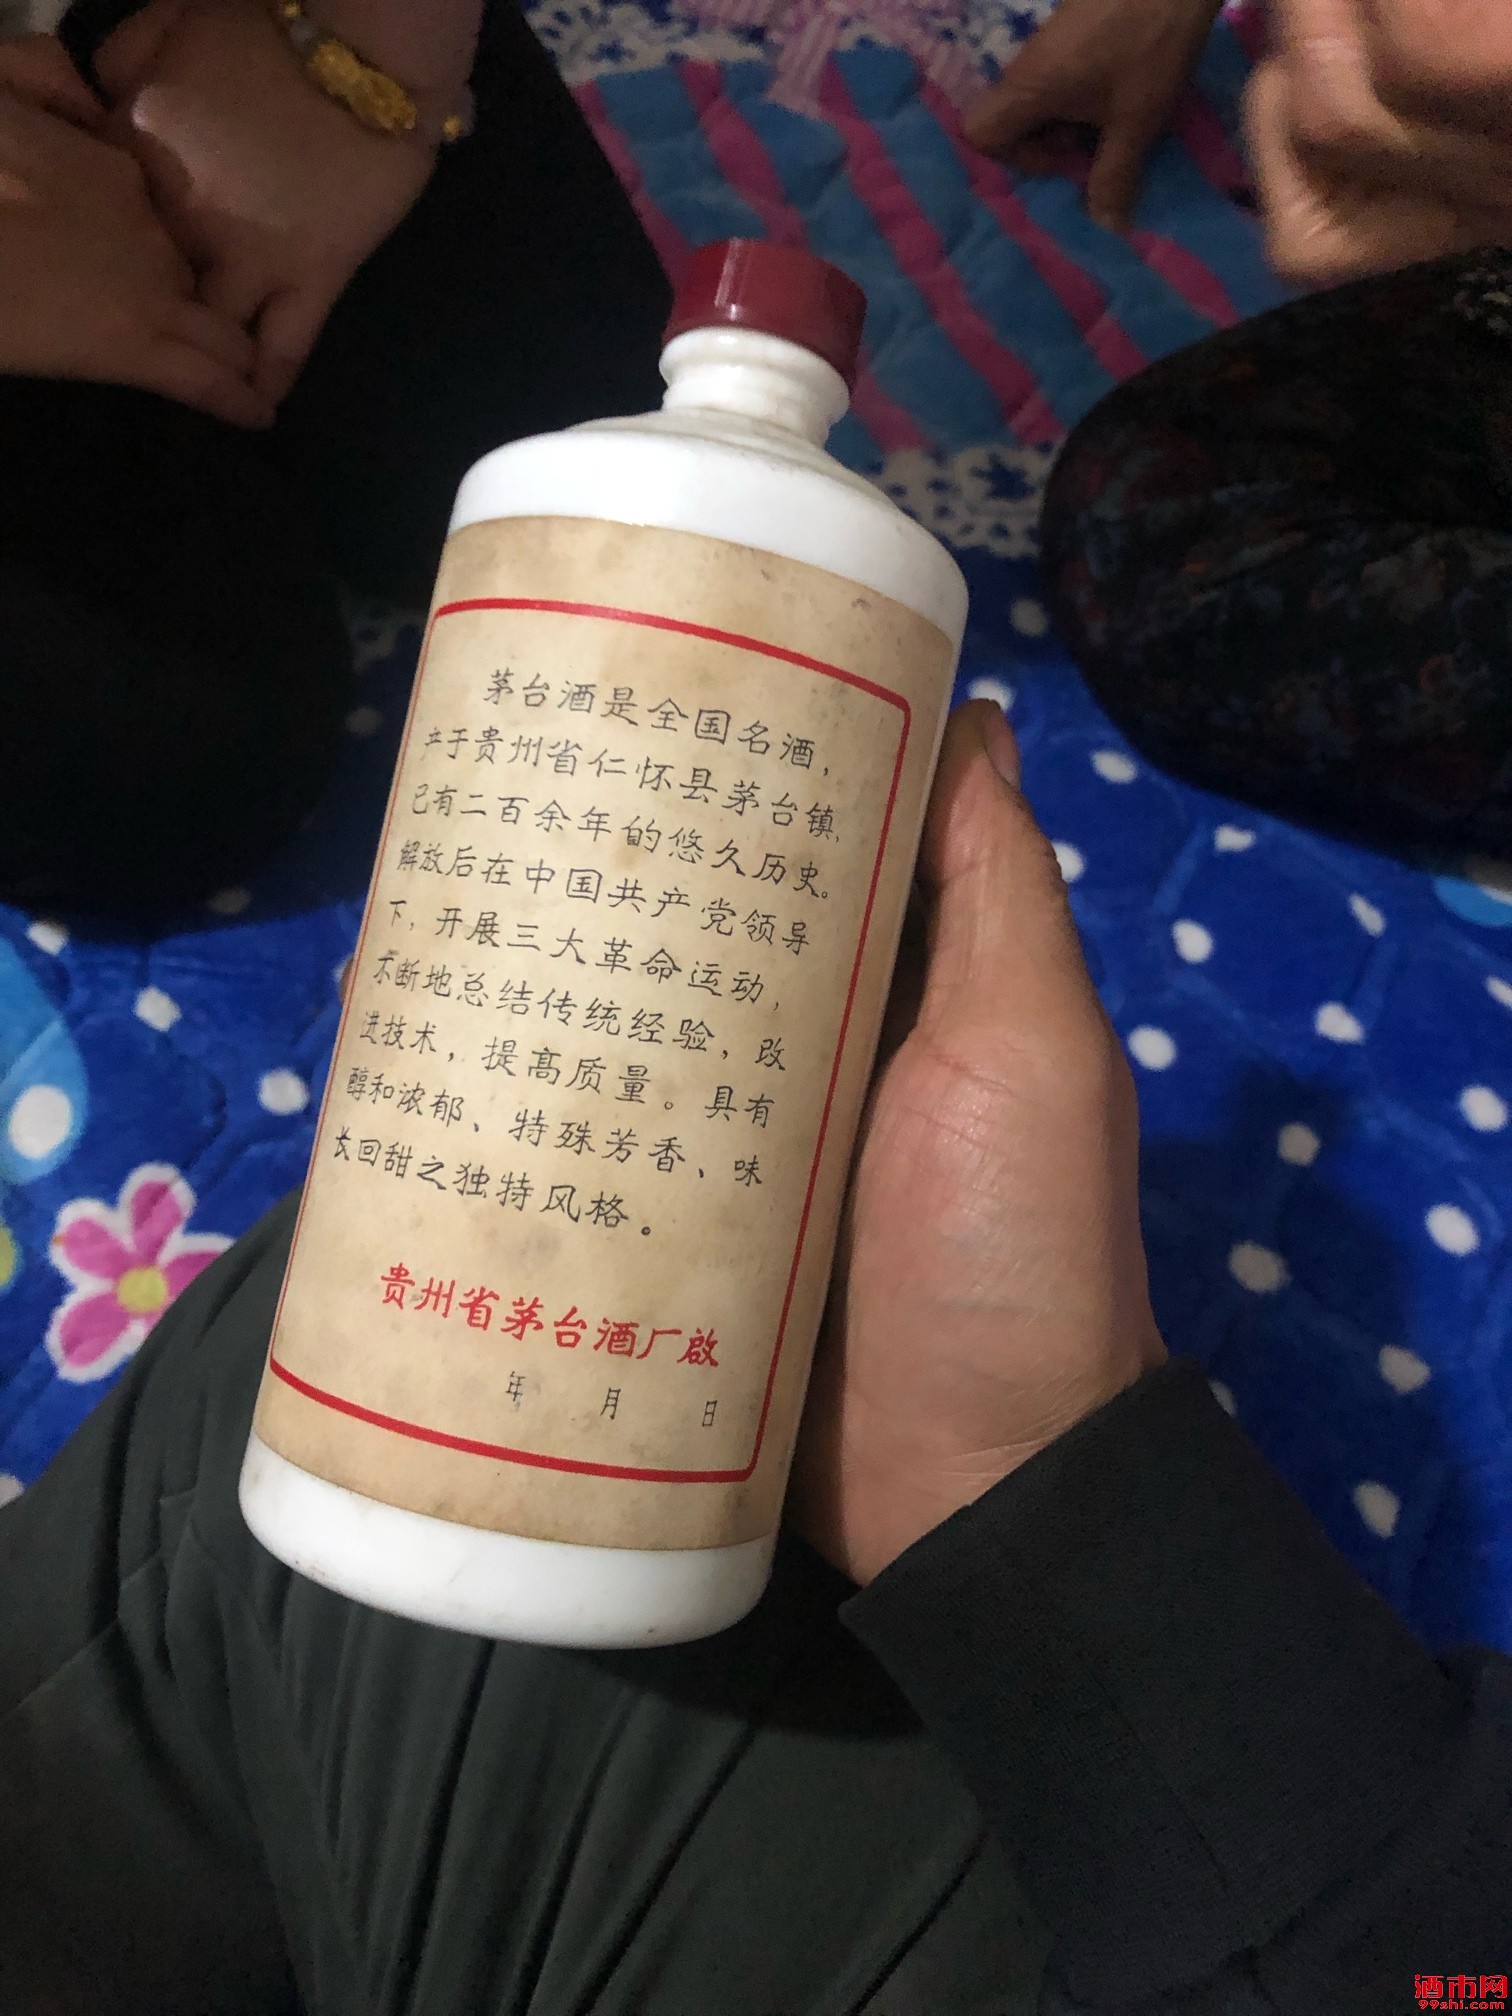 茅台酒是全国名酒，
产于贵州省仁怀县茅台镇，
已有二百余年的悠久历史。
解放后在中国共产党领导
下，开展三大革命运动，
不断地总结传统经验，改
进技术，提高质量。具有
醇和浓郁、特殊芳香、味
长回甜之独特风格。
贵州省茅台酒厂啟
年 月 日
酒市网
99shi.com